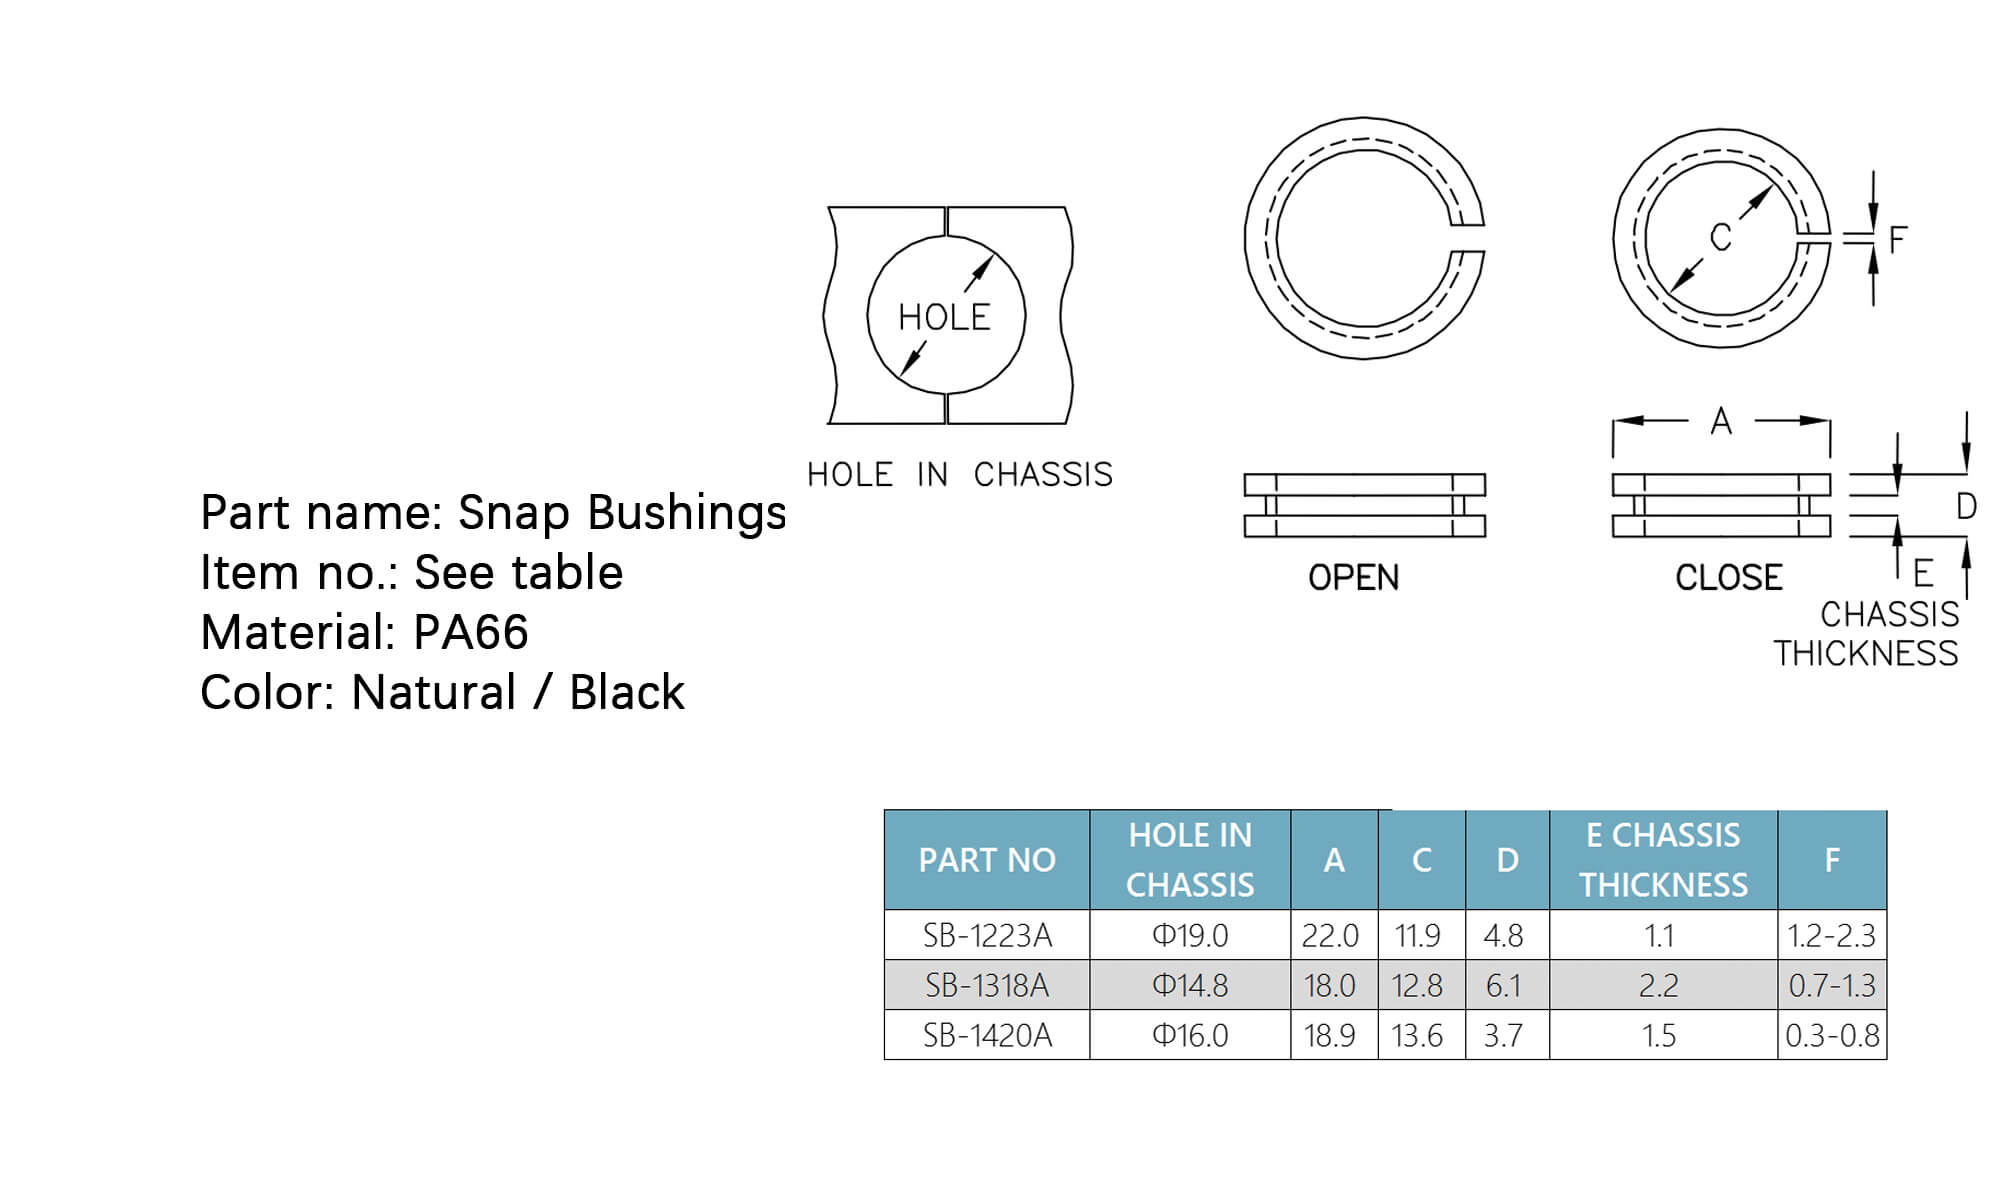 HOLE
C
F
HOLE IN CHASSIS
A
D
OPEN
CLOSE
E
CHASSIS
THICKNESS
Part name: Snap Bushings
Item no.: See table
Material: PA66
Color: Natural / Black
PART NO HOLE IN CHASSIS A C D E CHASSIS THICKNESS F
SB-1223A Φ19.0 22.0 11.9 4.8 1.1 1.2-2.3
SB-1318A Φ14.8 18.0 12.8 6.1 2.2 0.7-1.3
SB-1420A Φ16.0 18.9 13.6 3.7 1.5 0.3-0.8